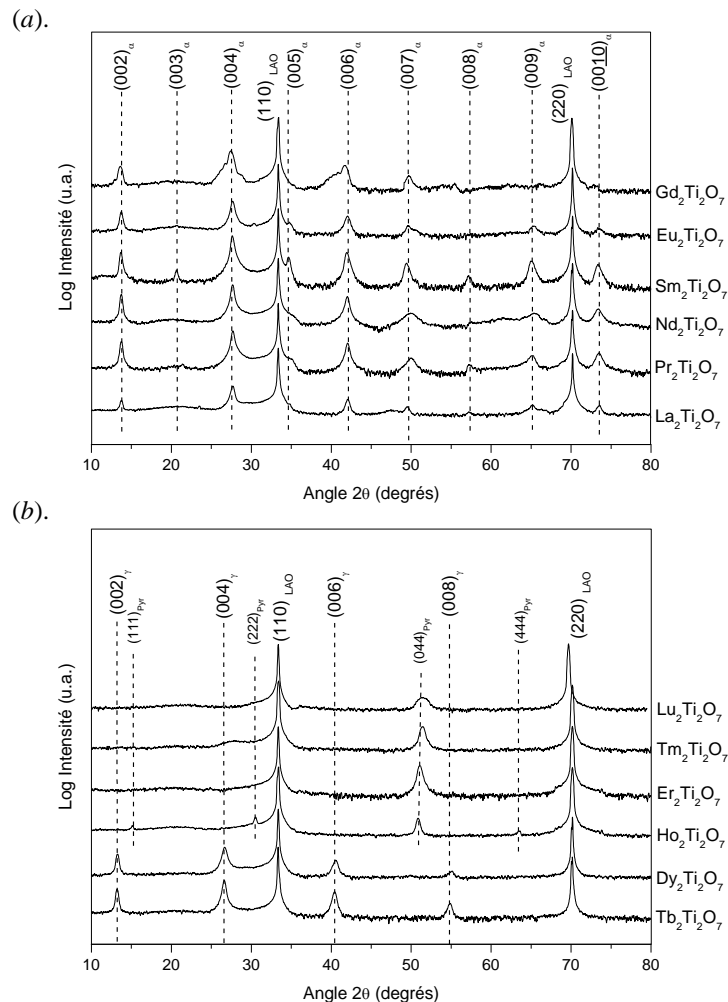 (a).
(002)α (003)α (004)α (110) LAO (005)α (006)α (007)α (008)α (009)α (220) LAO (0010)α
Log Intensité (u.a.)
Gd2Ti2O7
Eu2Ti2O7
Sm2Ti2O7
Nd2Ti2O7
Pr2Ti2O7
La2Ti2O7
10 20 30 40 50 60 70 80
Angle 2θ (degrés)
(b).
(002)γ (111)Pyr (004)γ (222)Pyr (110) LAO (006)γ (044)Pyr (008)γ (444)Pyr (220) LAO
Log Intensité (u.a.)
Lu2Ti2O7
Tm2Ti2O7
Er2Ti2O7
Ho2Ti2O7
Dy2Ti2O7
Tb2Ti2O7
10 20 30 40 50 60 70 80
Angle 2θ (degrés)